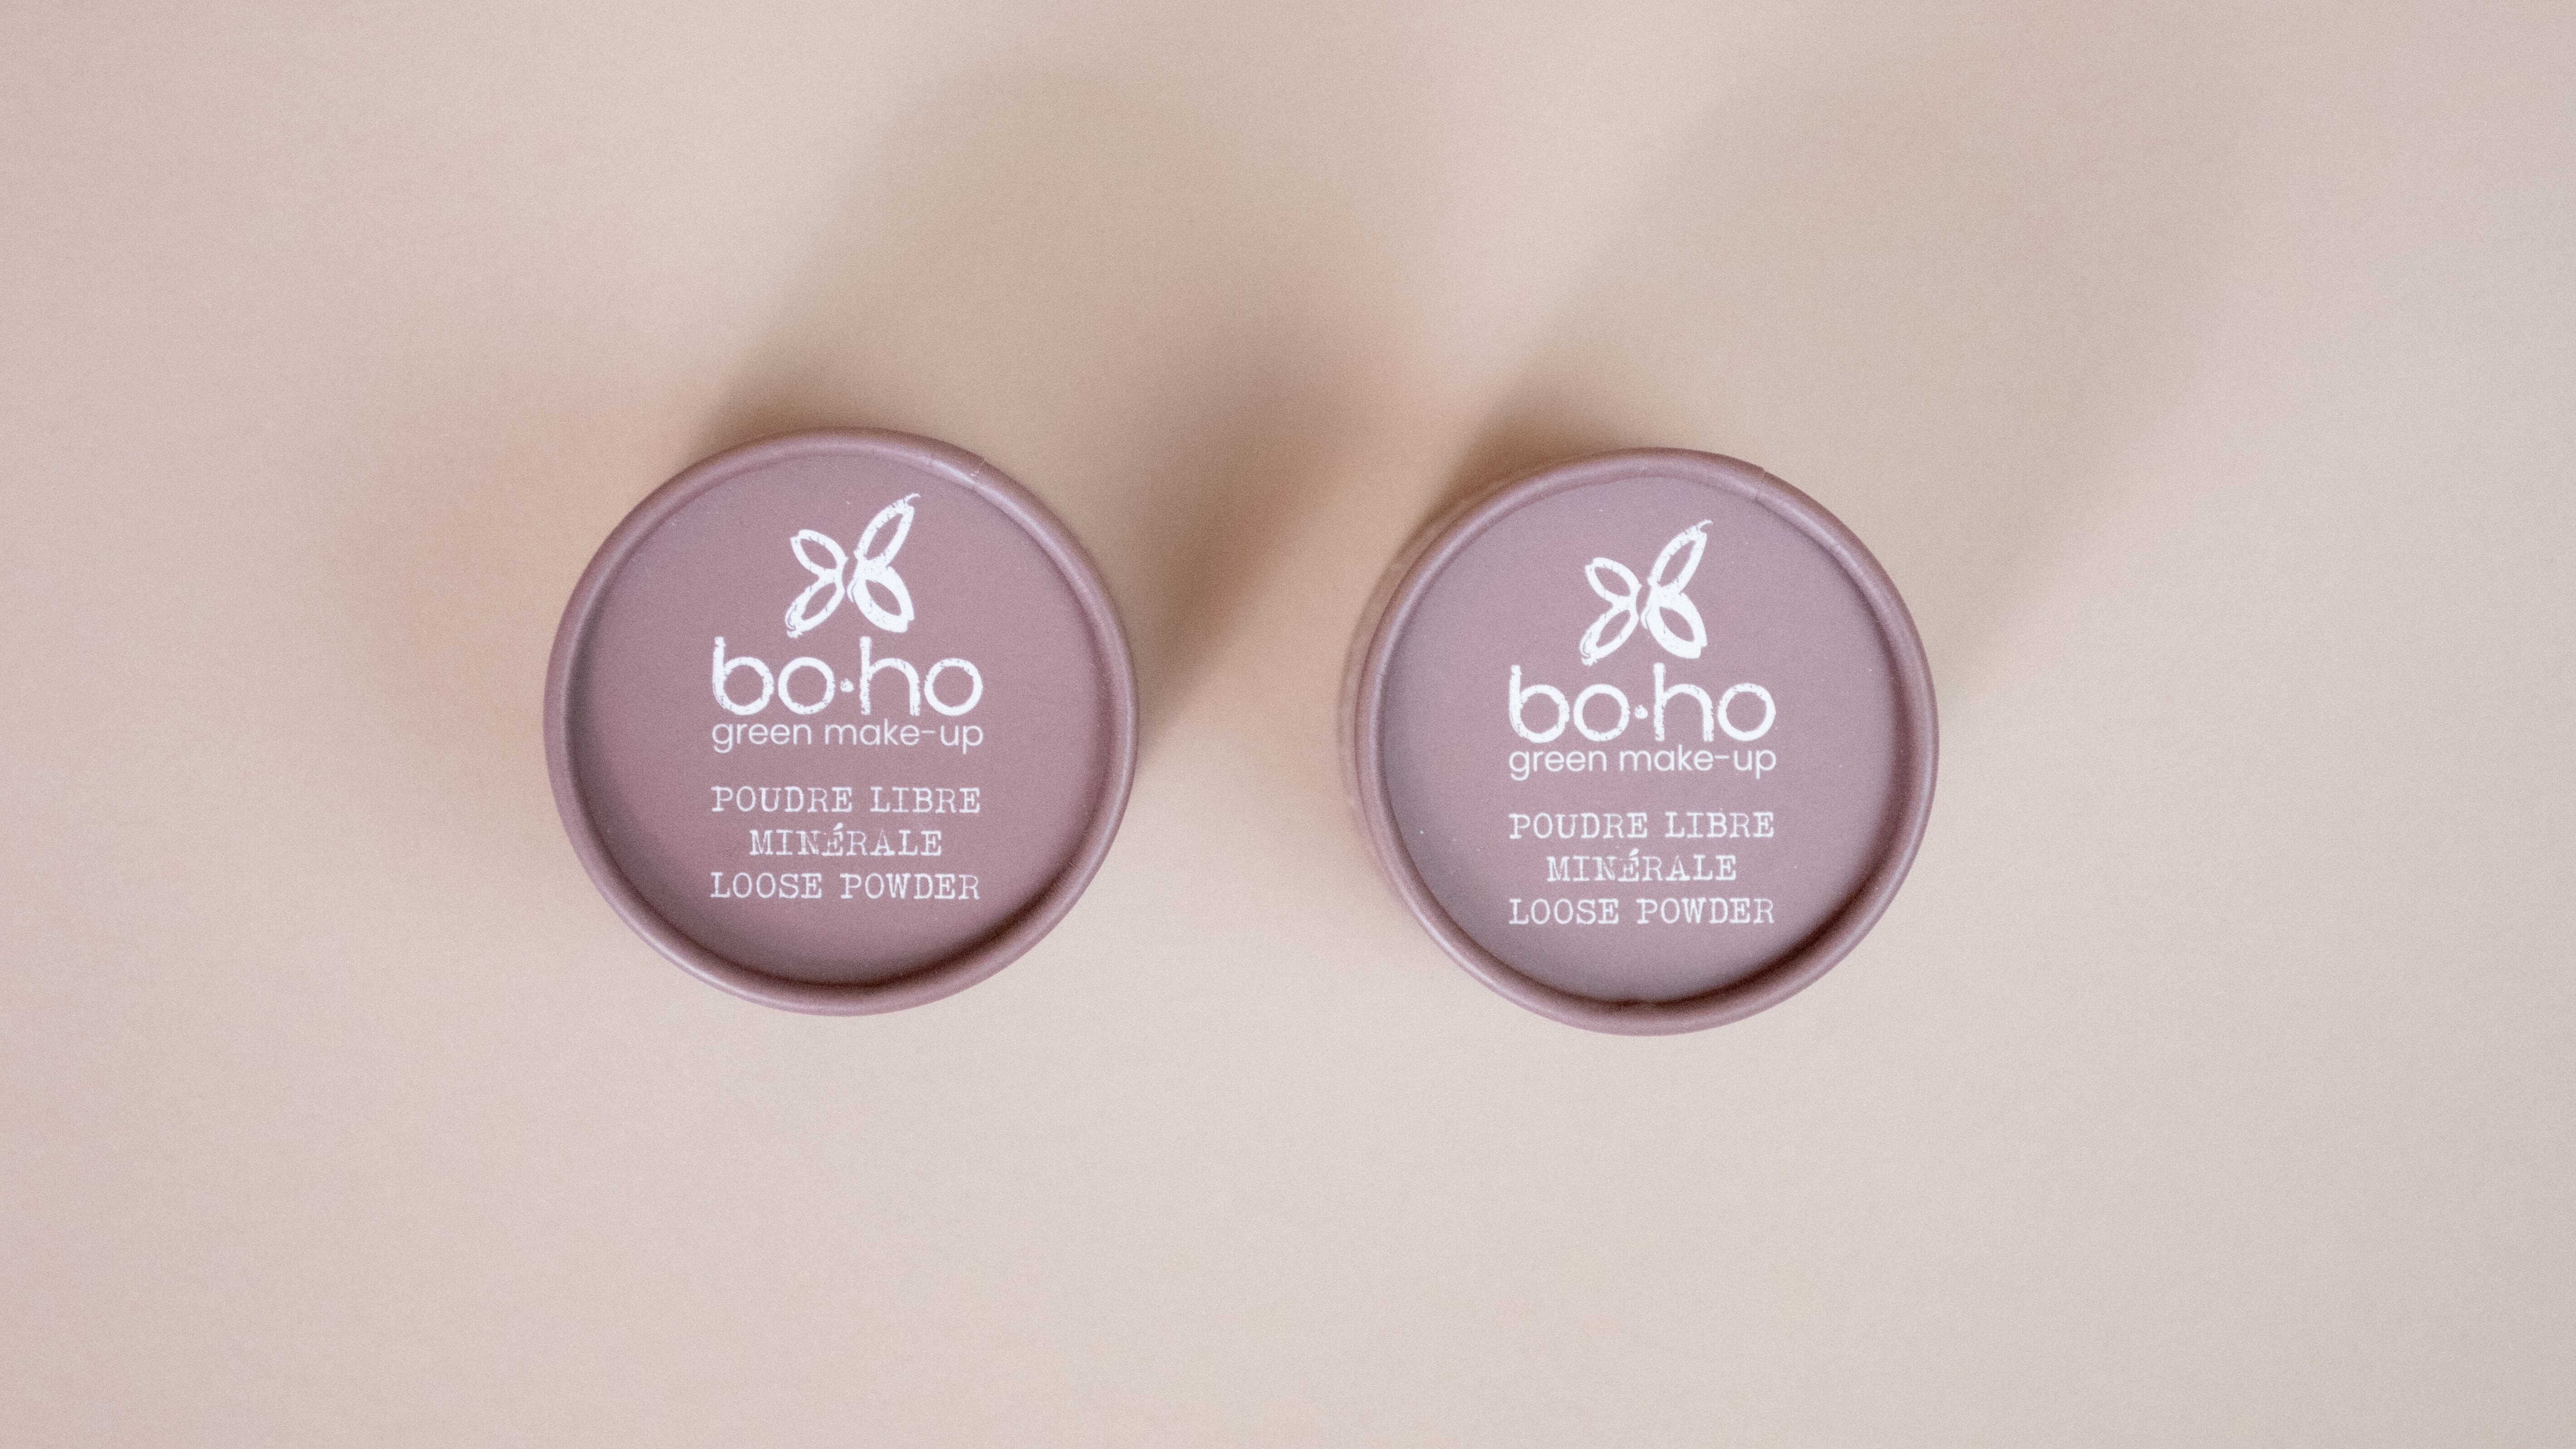 bo•ho
green make-up
POUDRE LIBRE
MINÉRALE
LOOSE POWDER
bo•ho
green make-up
POUDRE LIBRE
MINÉRALE
LOOSE POWDER